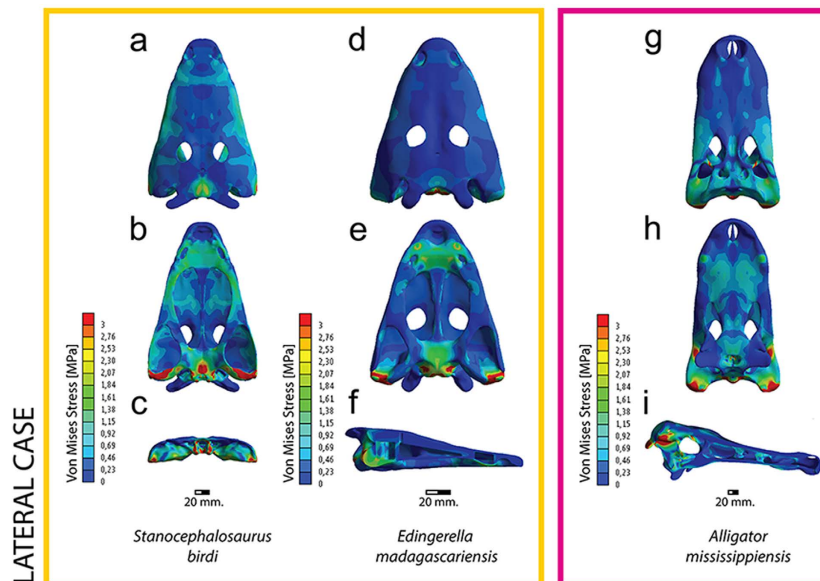 a
d
g
b
e
h
Von Mises Stress [MPa]
3
2,76
2,53
2,30
2,07
1,84
1,61
1,38
1,15
0,92
0,69
0,46
0,23
0
Von Mises Stress [MPa]
3
2,76
2,53
2,30
2,07
1,84
1,61
1,38
1,15
0,92
0,69
0,46
0,23
0
Von Mises Stress [MPa]
3
2,76
2,53
2,30
2,07
1,84
1,61
1,38
1,15
0,92
0,69
0,46
0,23
0
c
f
i
20 mm.
20 mm.
20 mm.
LATERAL CASE
Stanocephalosaurus
birdi
Edingerella
madagascariensis
Alligator
mississippiensis